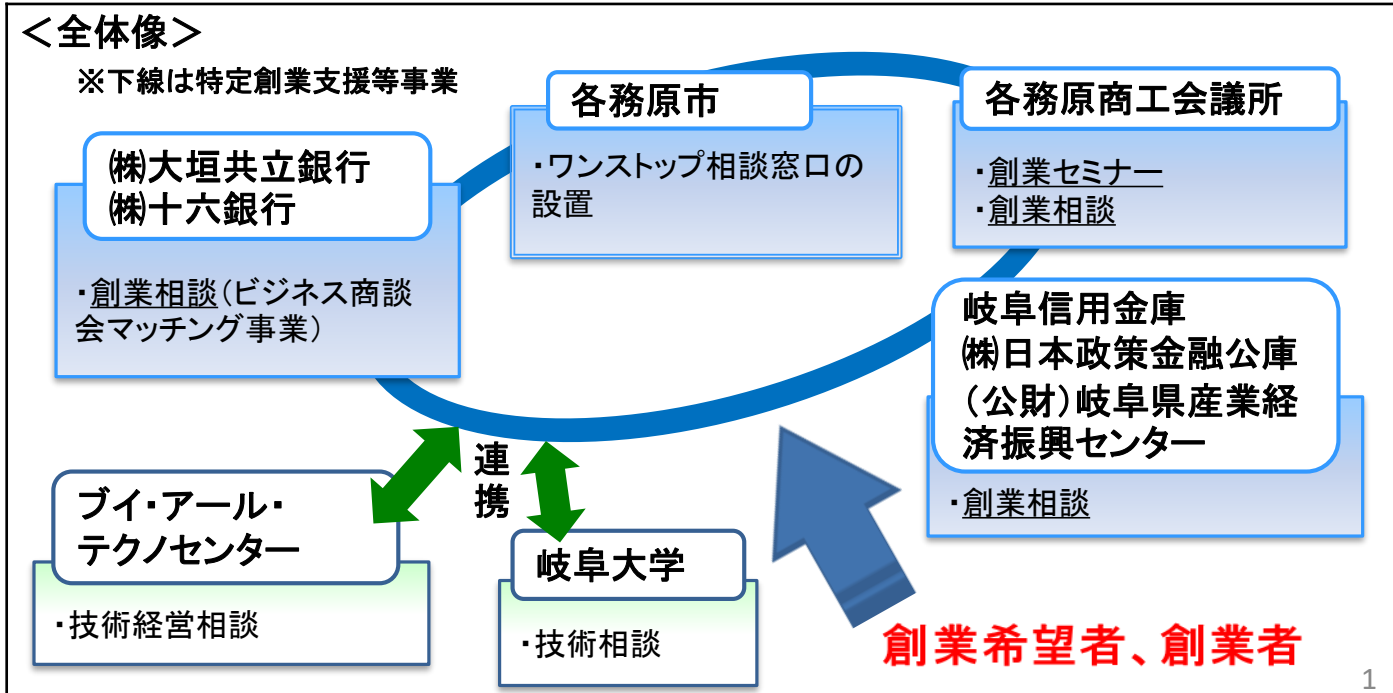 ＜全体像＞
※下線は特定創業支援等事業
㈱大垣共立銀行
㈱十六銀行
・創業相談（ビジネス商談
会マッチング事業）
各務原市
・ワンストップ相談窓口の
設置
各務原商工会議所
・創業セミナー
・創業相談
岐阜信用金庫
㈱日本政策金融公庫
（公財）岐阜県産業経
済振興センター
・創業相談
連
携
ブイ・アール・
テクノセンター
・技術経営相談
岐阜大学
・技術相談
創業希望者、創業者
1